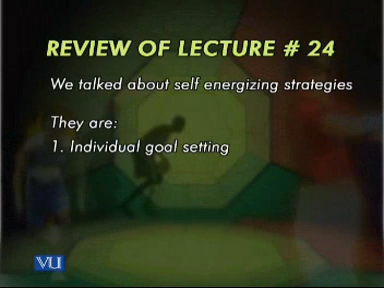 REVIEW OF LECTURE # 24
We talked about self energizing strategies
They are:
1. Individual goal setting
VU